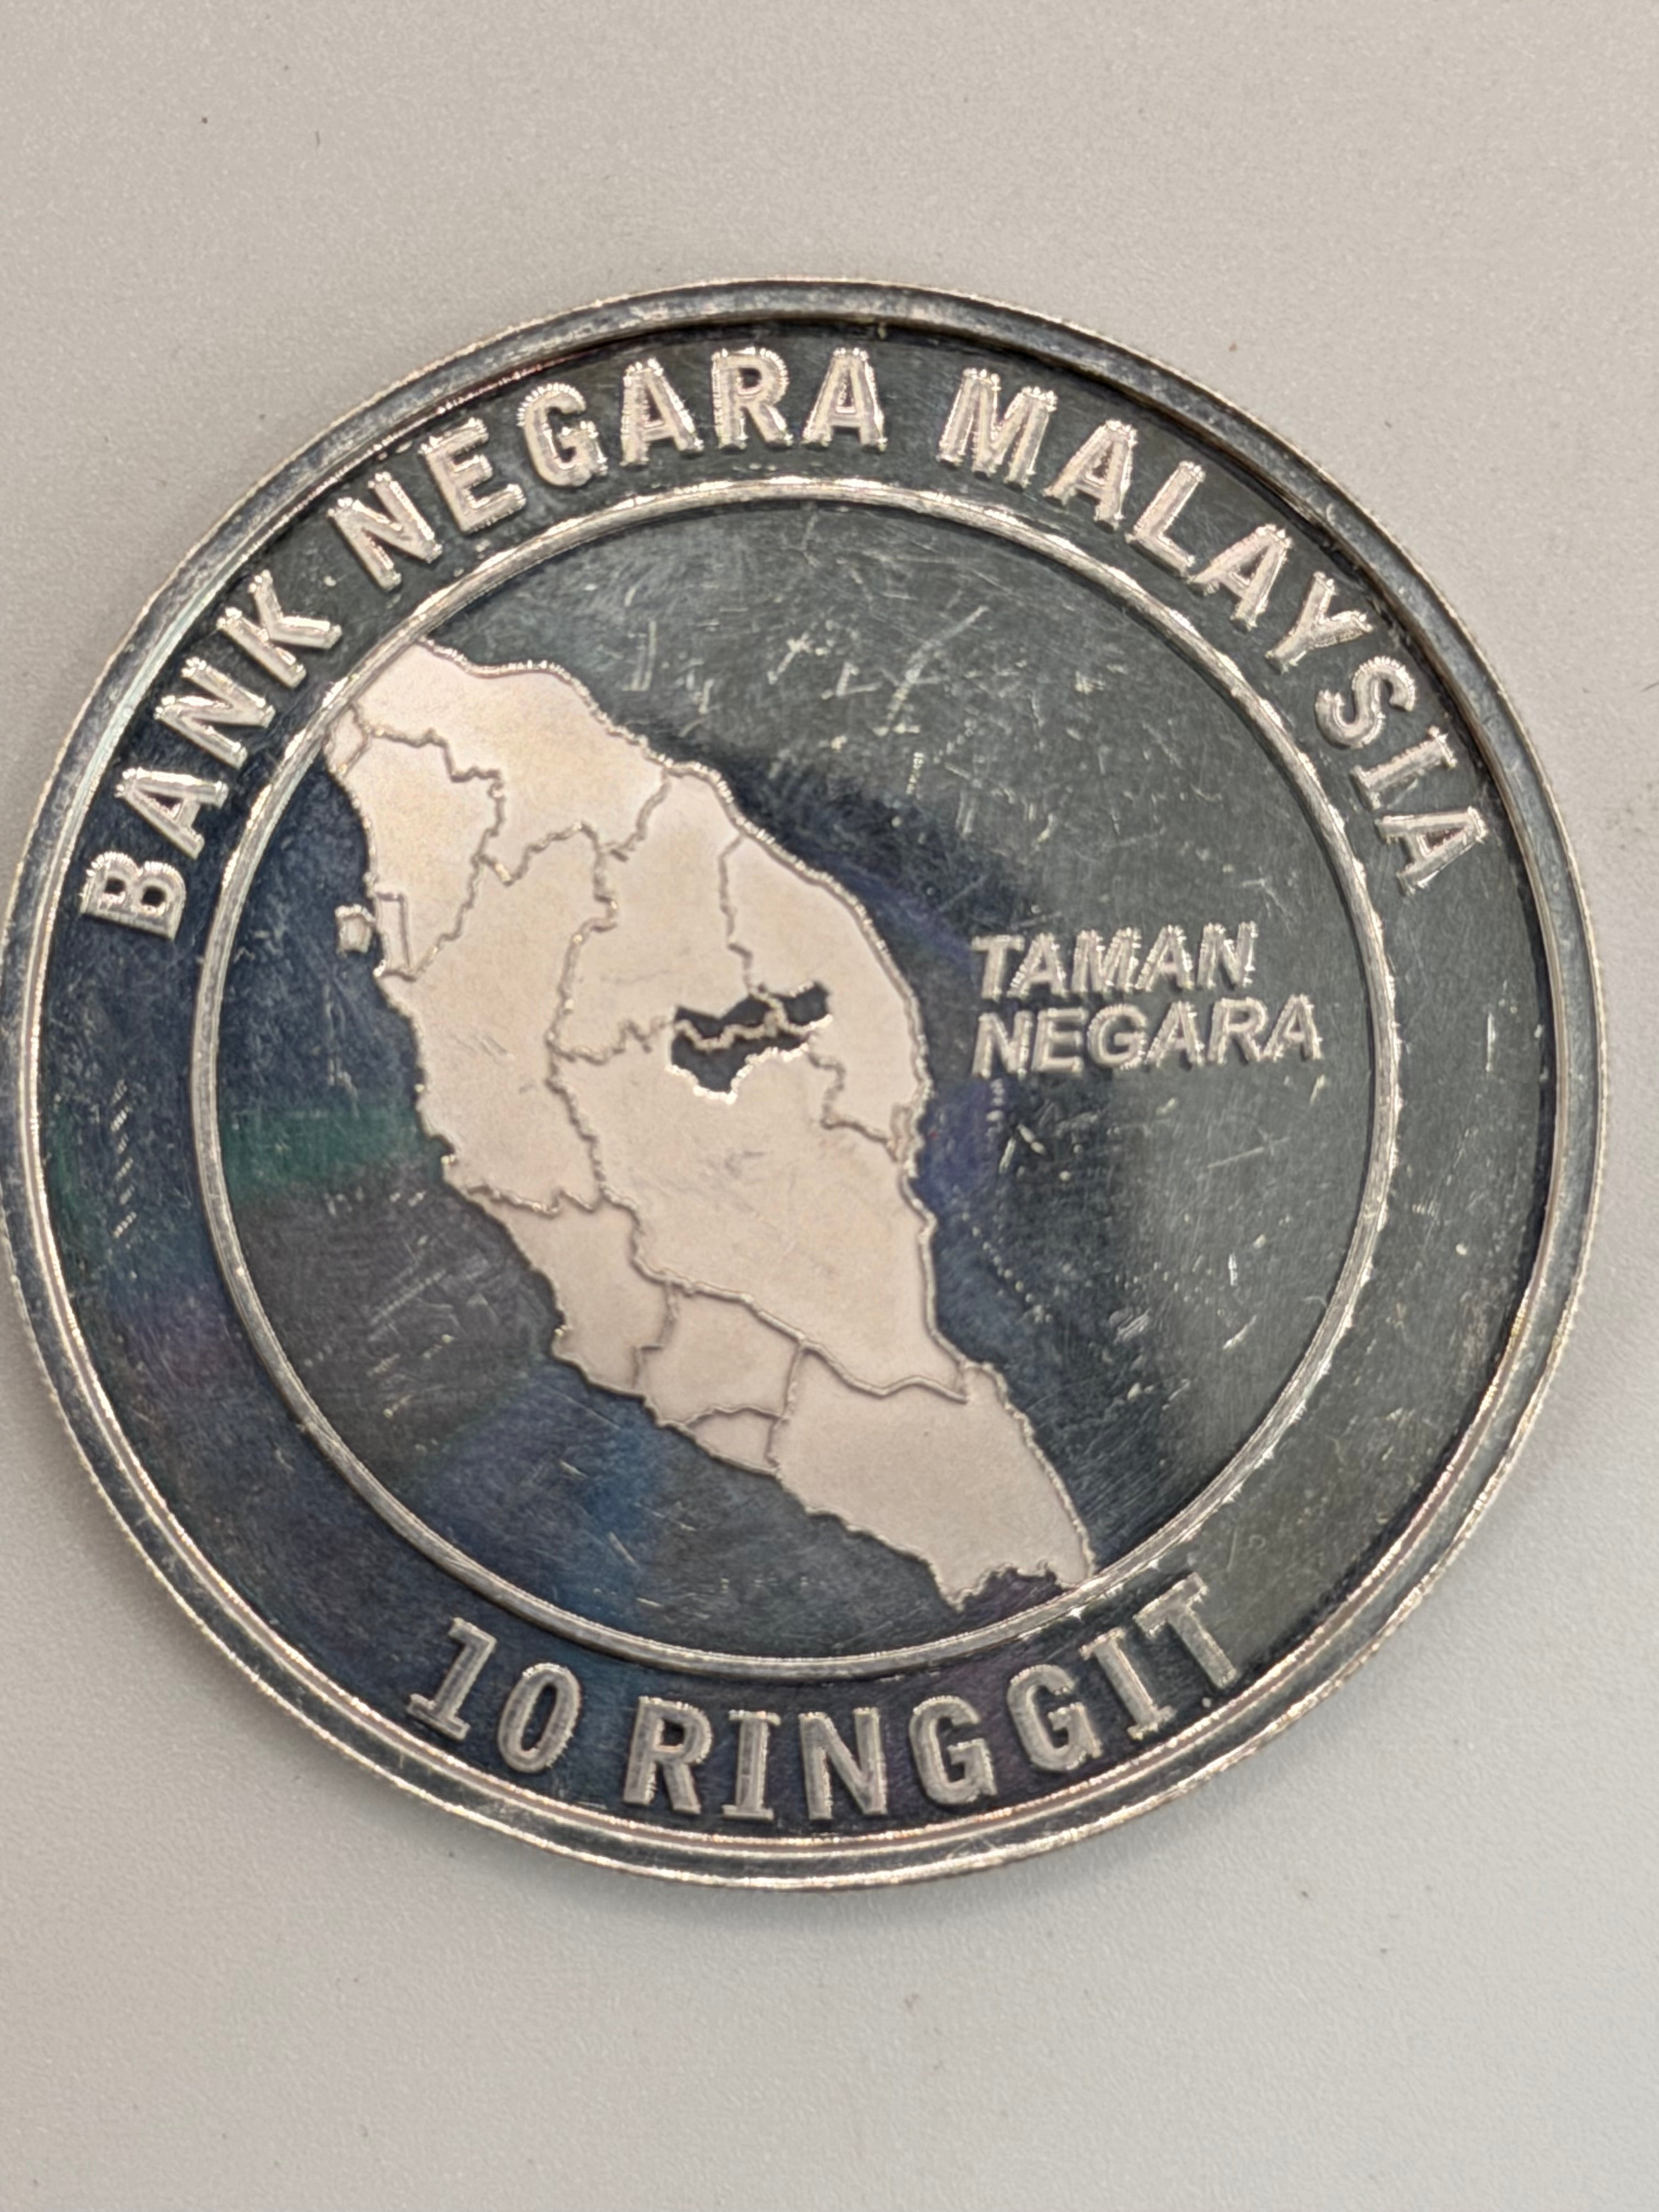 BANK NEGARA MALAYSIA
TAMAN
NEGARA
10 RINGGIT